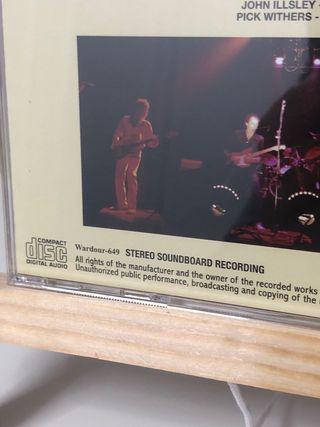 JOHN ILLSLEY -
PICK WITHERS -
COMPACT
disc
DIGITAL AUDIO
Wardour-649 STEREO SOUNDBOARD RECORDING
All rights of the manufacturer and the owner of the recorded works
Unauthorized public performance, broadcasting and copying of the